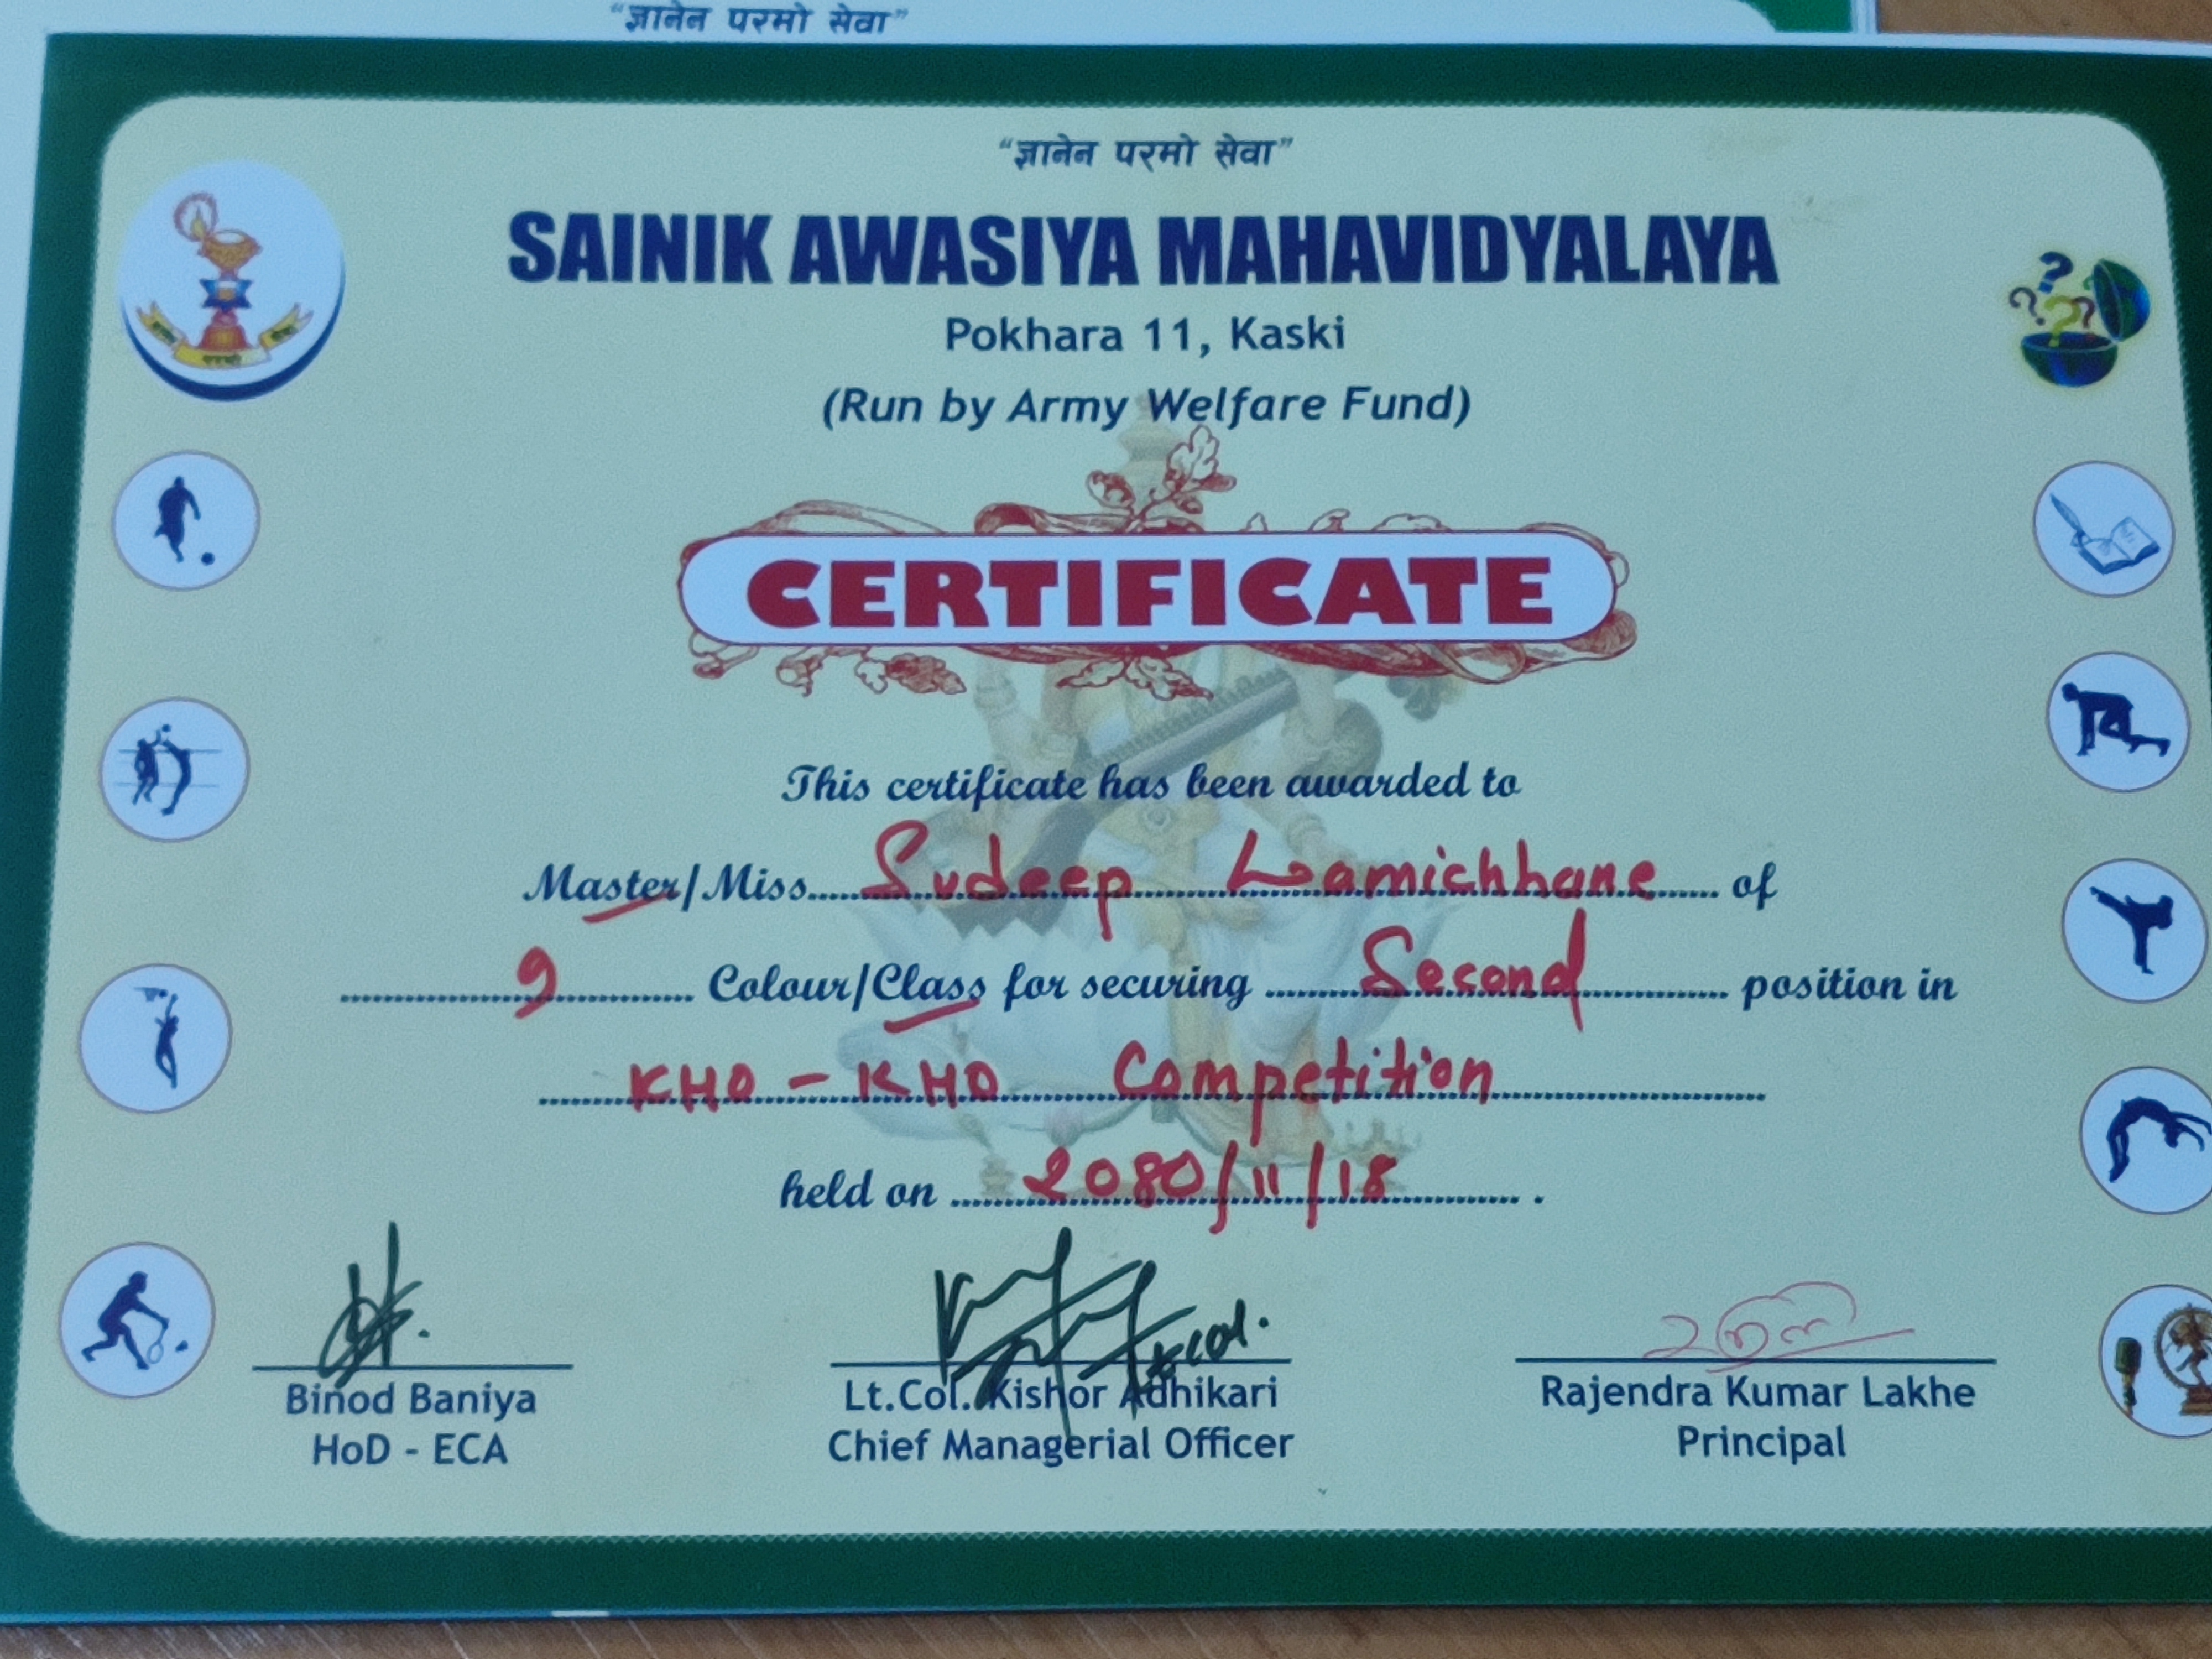 “ज्ञानेन परमो सेवा”
“ज्ञानेन परमो सेवा”
SAINIK AWASIYA MAHAVIDYALAYA
Pokhara 11, Kaski
(Run by Army Welfare Fund)
CERTIFICATE
This certificate has been awarded to
Master/Miss Sudeep Lamichhane of
9 Colour/Class for securing Second position in
KHO-KHO Competition
held on 2080/11/18.
Binod Baniya
HoD - ECA
Lt.Col. Kishor Adhikari
Chief Managerial Officer
Rajendra Kumar Lakhe
Principal